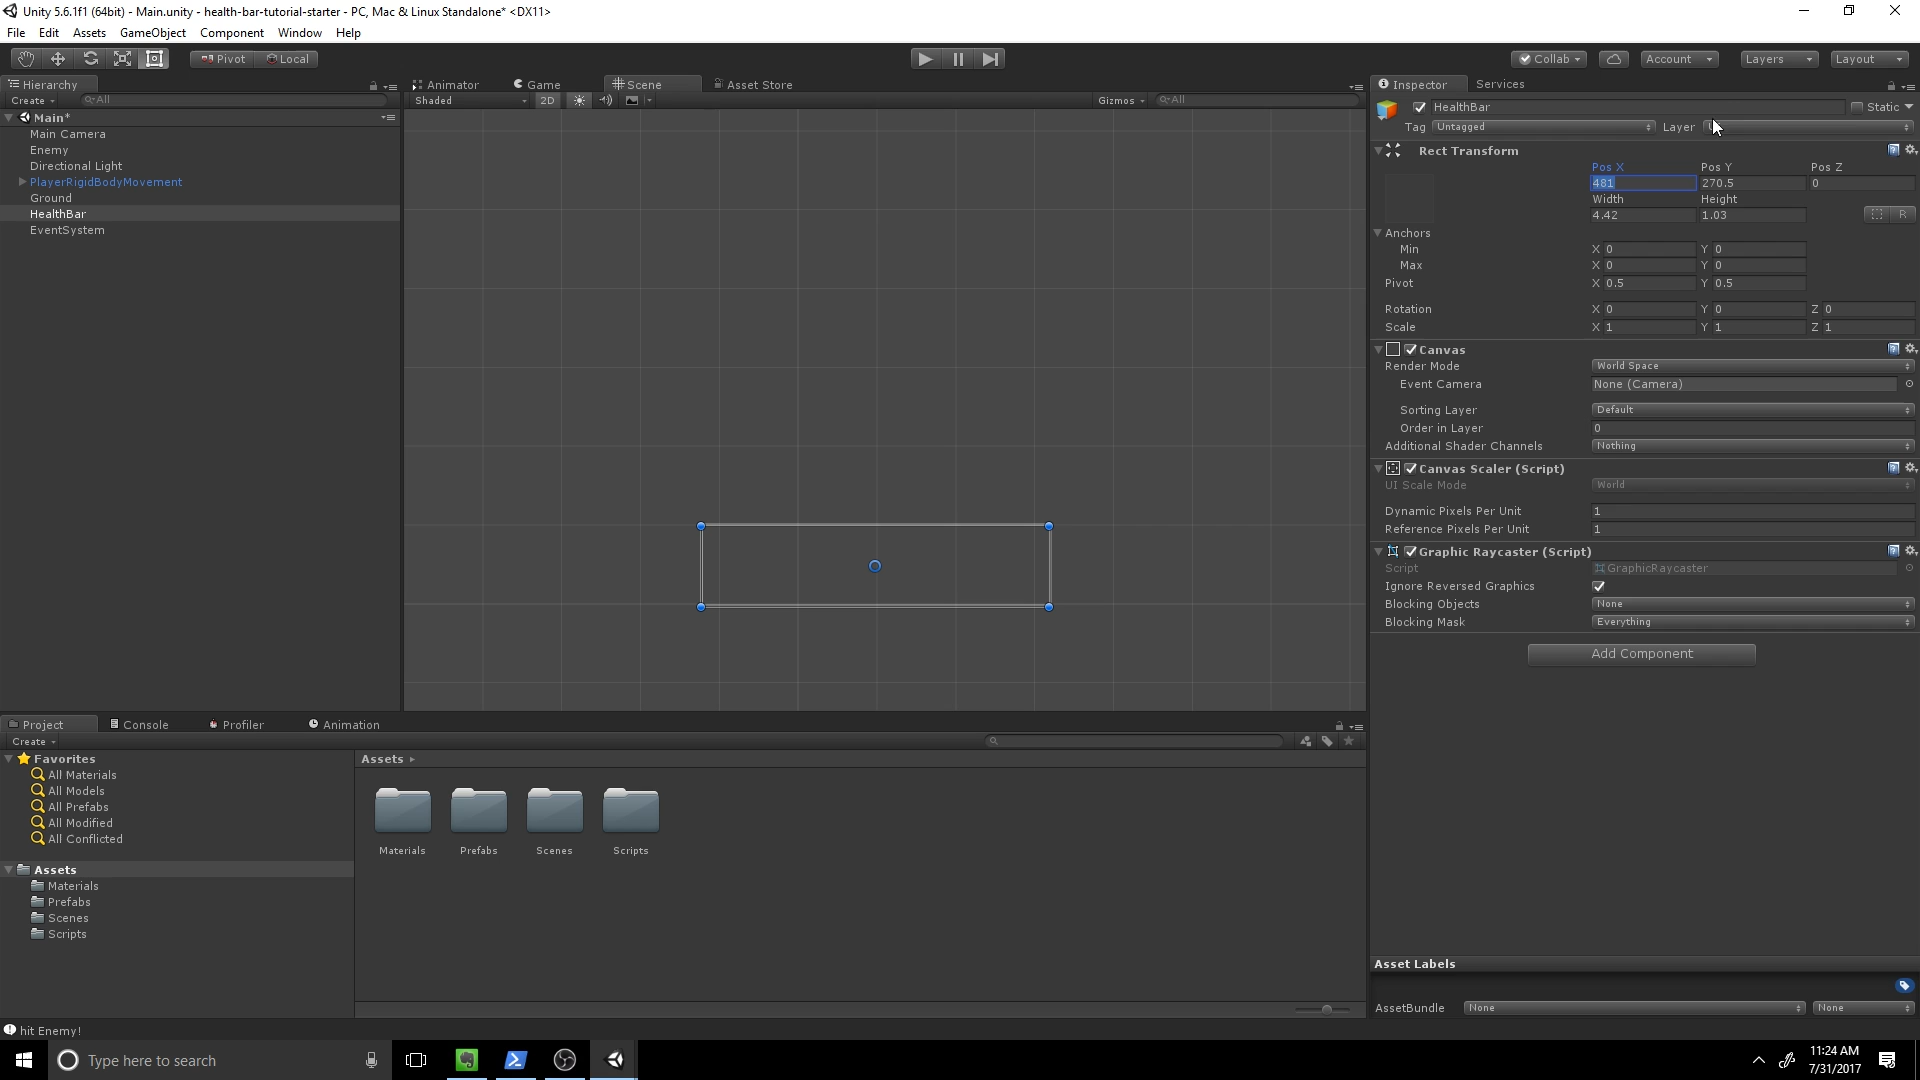 Unity 5.6.1f1 (64bit) - Main.unity - health-bar-tutorial-starter - PC, Mac & Linux Standalone* <DX11>
File Edit Assets GameObject Component Window Help
Pivot Local Collab Account Layers Layout
Hierarchy Animator Game Scene Asset Store Inspector Services
Create All Shaded 2D Gizmos All
HealthBar Static
Tag Untagged Layer
Main*
Main Camera
Enemy
Directional Light
PlayerRigidBodyMovement
Ground
HealthBar
EventSystem
Rect Transform
Pos X Pos Y Pos Z
481 270.5 0
Width Height
4.42 1.03 R
Anchors
Min X 0 Y 0
Max X 0 Y 0
Pivot X 0.5 Y 0.5
Rotation X 0 Y 0 Z 0
Scale X 1 Y 1 Z 1
Canvas
Render Mode World Space
Event Camera None (Camera)
Sorting Layer Default
Order in Layer 0
Additional Shader Channels Nothing
Canvas Scaler (Script)
UI Scale Mode World
Dynamic Pixels Per Unit 1
Reference Pixels Per Unit 1
Graphic Raycaster (Script)
Script GraphicRaycaster
Ignore Reversed Graphics
Blocking Objects None
Blocking Mask Everything
Add Component
Project Console Profiler Animation
Create
Favorites
All Materials
All Models
All Prefabs
All Modified
All Conflicted
Assets
Materials
Prefabs
Scenes
Scripts
Assets
Materials Prefabs Scenes Scripts
Asset Labels
AssetBundle None None
hit Enemy!
Type here to search
11:24 AM
7/31/2017